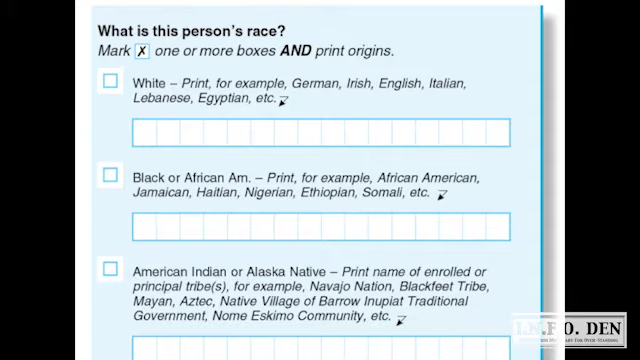 What is this person's race?
Mark X one or more boxes AND print origins.
White – Print, for example, German, Irish, English, Italian,
Lebanese, Egyptian, etc.
Black or African Am. – Print, for example, African American,
Jamaican, Haitian, Nigerian, Ethiopian, Somali, etc.
American Indian or Alaska Native – Print name of enrolled or
principal tribe(s), for example, Navajo Nation, Blackfeet Tribe,
Mayan, Aztec, Native Village of Barrow Inupiat Traditional
Government, Nome Eskimo Community, etc.
I.N.F.O. DEN